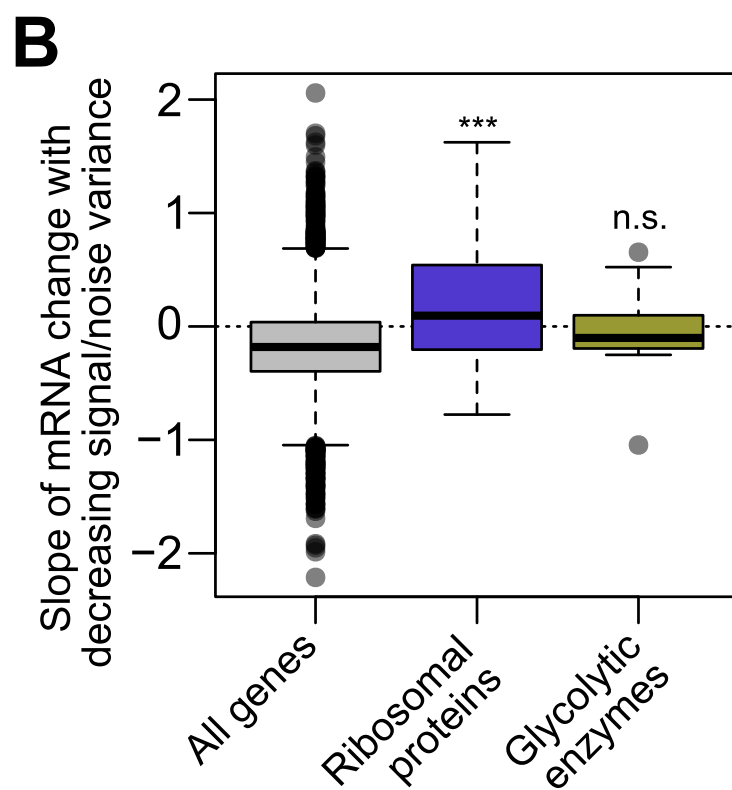 B
Slope of mRNA change with
decreasing signal/noise variance
2
1
0
−1
−2
***
n.s.
All genes
Ribosomal
proteins
Glycolytic
enzymes